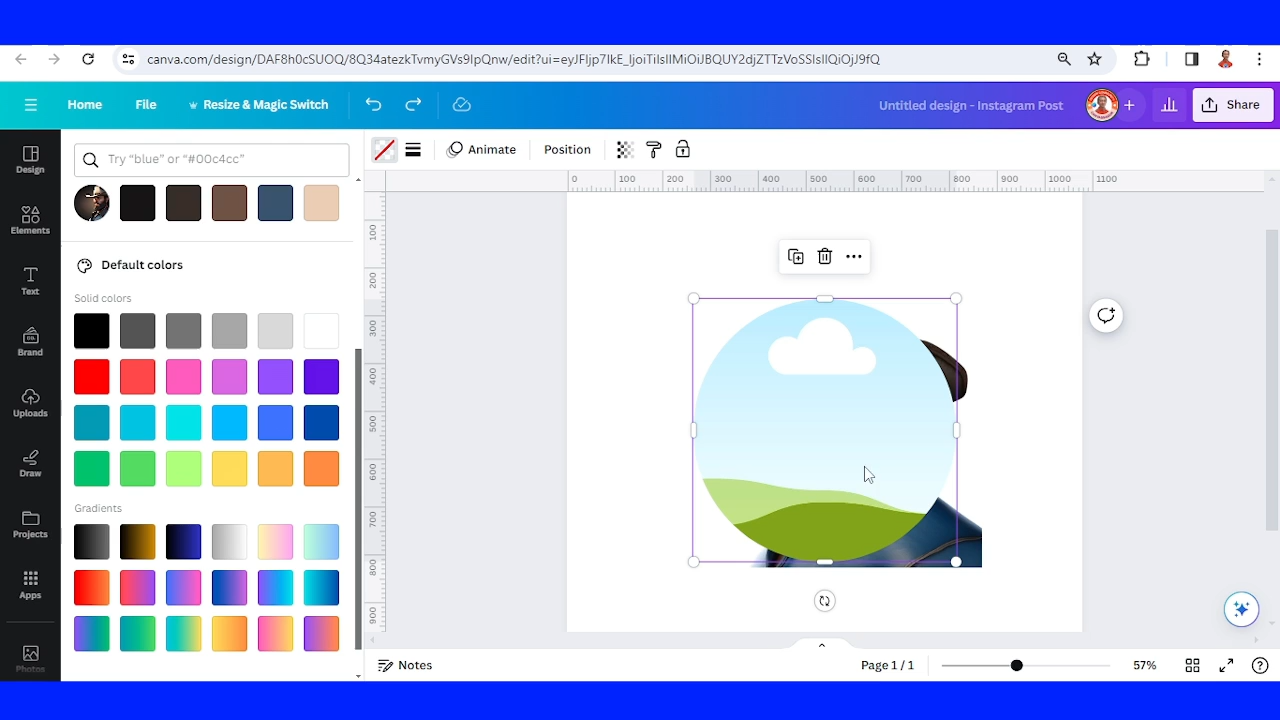 canva.com/design/DAF8h0cSUOQ/8Q34atezkTvmyGVs9IpQnw/edit?ui=eyJFIjp7IkE_IjoiTiIsIlMiOiJBQUY2djZTTzVoSSIsIlQiOjJ9fQ
Home File Resize & Magic Switch Untitled design - Instagram Post Share
Design
Elements
Text
Brand
Uploads
Draw
Projects
Apps
Photos
Try “blue” or “#00c4cc”
Default colors
Solid colors
Gradients
Animate Position
0 100 200 300 400 500 600 700 800 900 1000 1100
100
200
300
400
500
600
700
800
900
Notes Page 1 / 1 57%